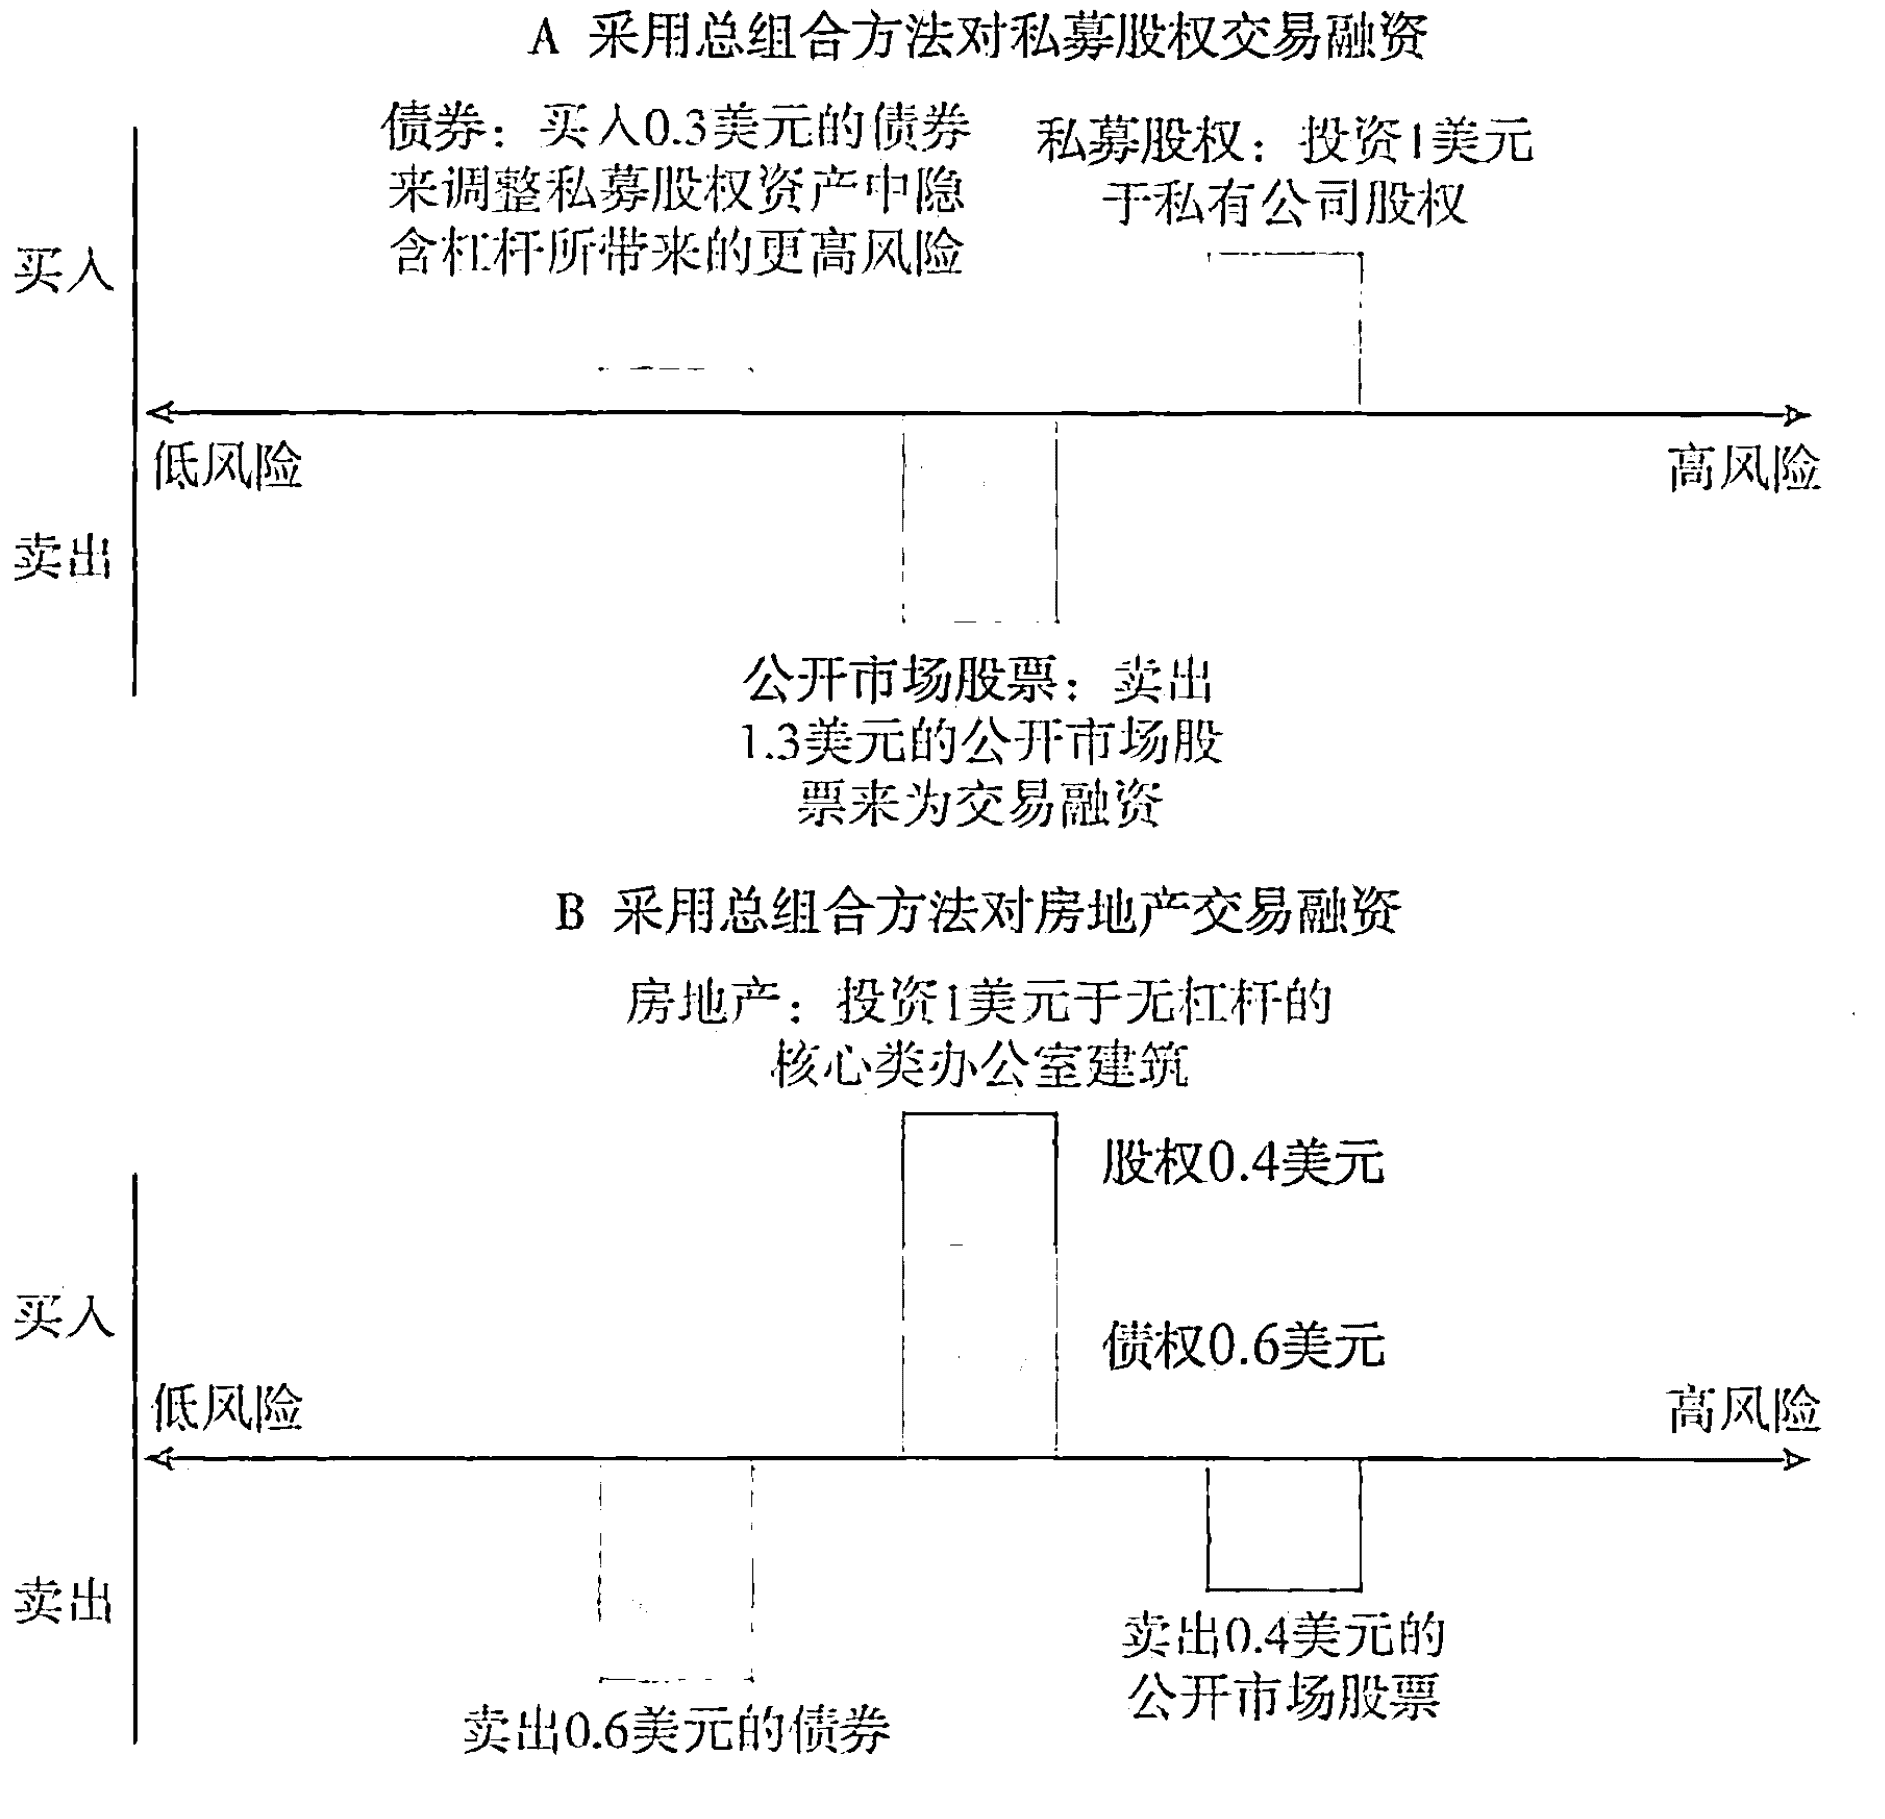 A 采用总组合方法对私募股权交易融资
债券：买入0.3美元的债券
来调整私募股权资产中隐
含杠杆所带来的更高风险
私募股权：投资1美元
于私有公司股权
买入
低风险
高风险
卖出
公开市场股票：卖出
1.3美元的公开市场股
票来为交易融资
B 采用总组合方法对房地产交易融资
房地产：投资1美元于无杠杆的
核心类办公室建筑
股权0.4美元
买入
债权0.6美元
低风险
高风险
卖出
卖出0.4美元的
公开市场股票
卖出0.6美元的债券